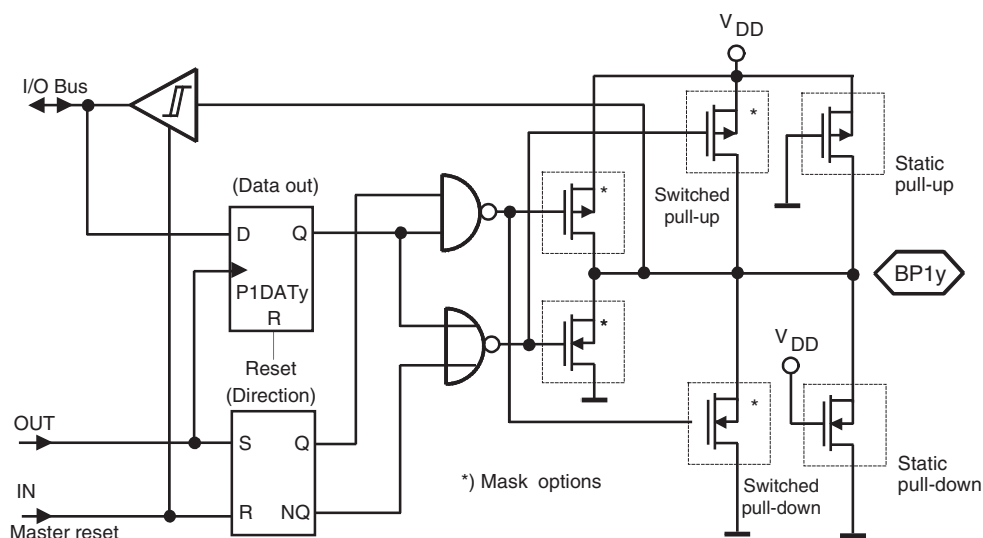 V DD
I/O Bus
*
(Data out)
*
Switched
pull-up
Static
pull-up
D
Q
P1DATy
R
BP1y
*
V DD
Reset
(Direction)
OUT
S
Q
*
*) Mask options
IN
R
NQ
Master reset
Switched
pull-down
Static
pull-down